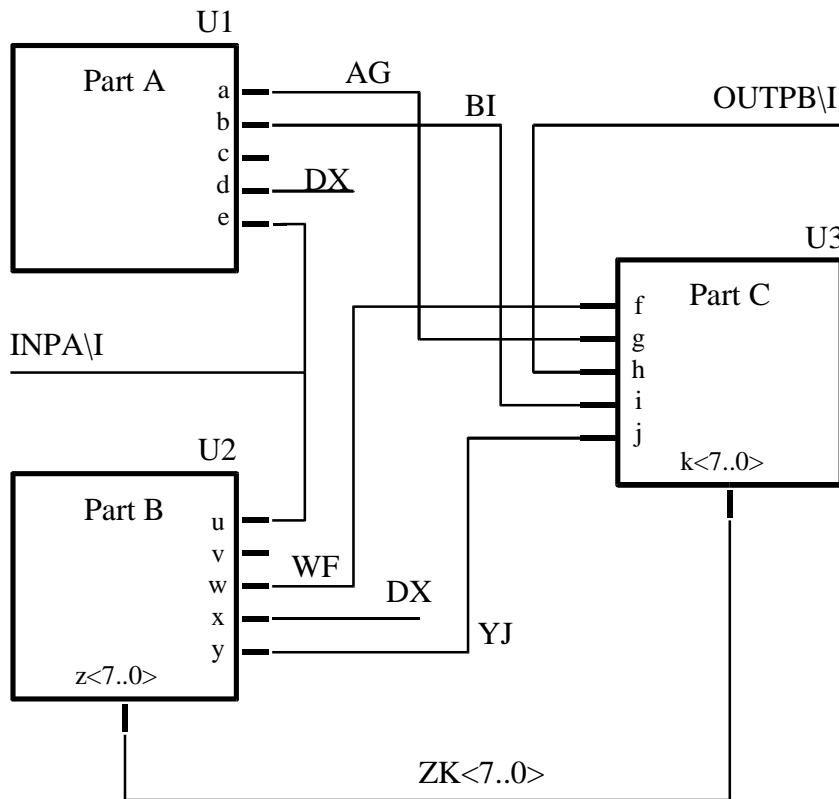 U1
Part A
a
b
c
d
e
AG
BI
DX
OUTPB\I
INPA\I
U3
Part C
f
g
h
i
j
k<7..0>
U2
Part B
u
v
w
x
y
z<7..0>
WF
DX
YJ
ZK<7..0>